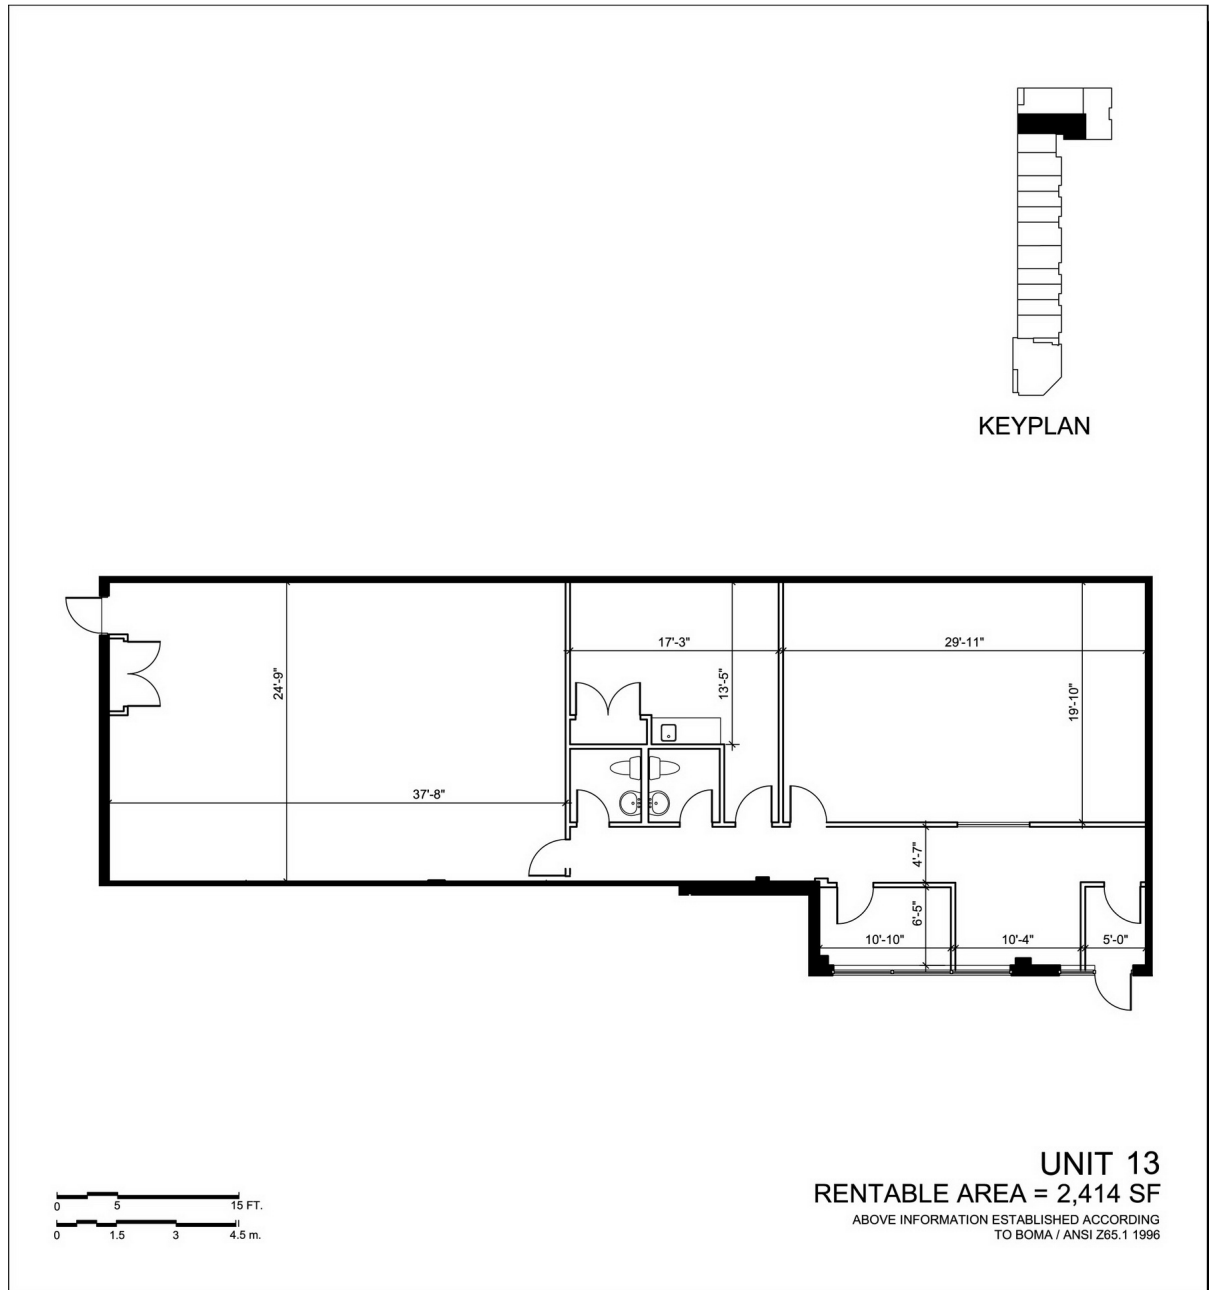 KEYPLAN
17'-3"
29'-11"
24'-9"
13'-5"
19'-10"
37'-8"
4'-7"
6'-5"
10'-10"
10'-4"
5'-0"
UNIT 13
RENTABLE AREA = 2,414 SF
ABOVE INFORMATION ESTABLISHED ACCORDING
TO BOMA / ANSI Z65.1 1996
0 5 15 FT.
0 1.5 3 4.5 m.